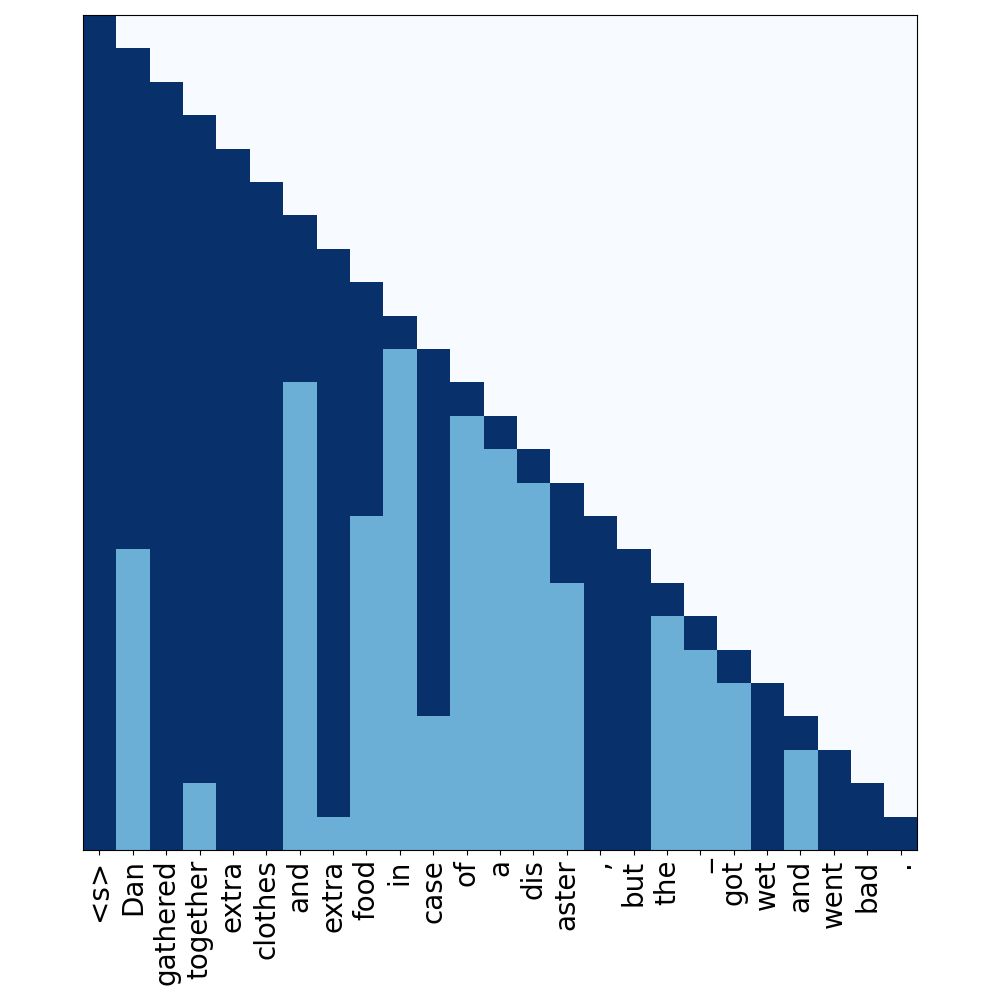 <s> Dan gathered together extra clothes and extra food in case of a dis aster , but the _ got wet and went bad .